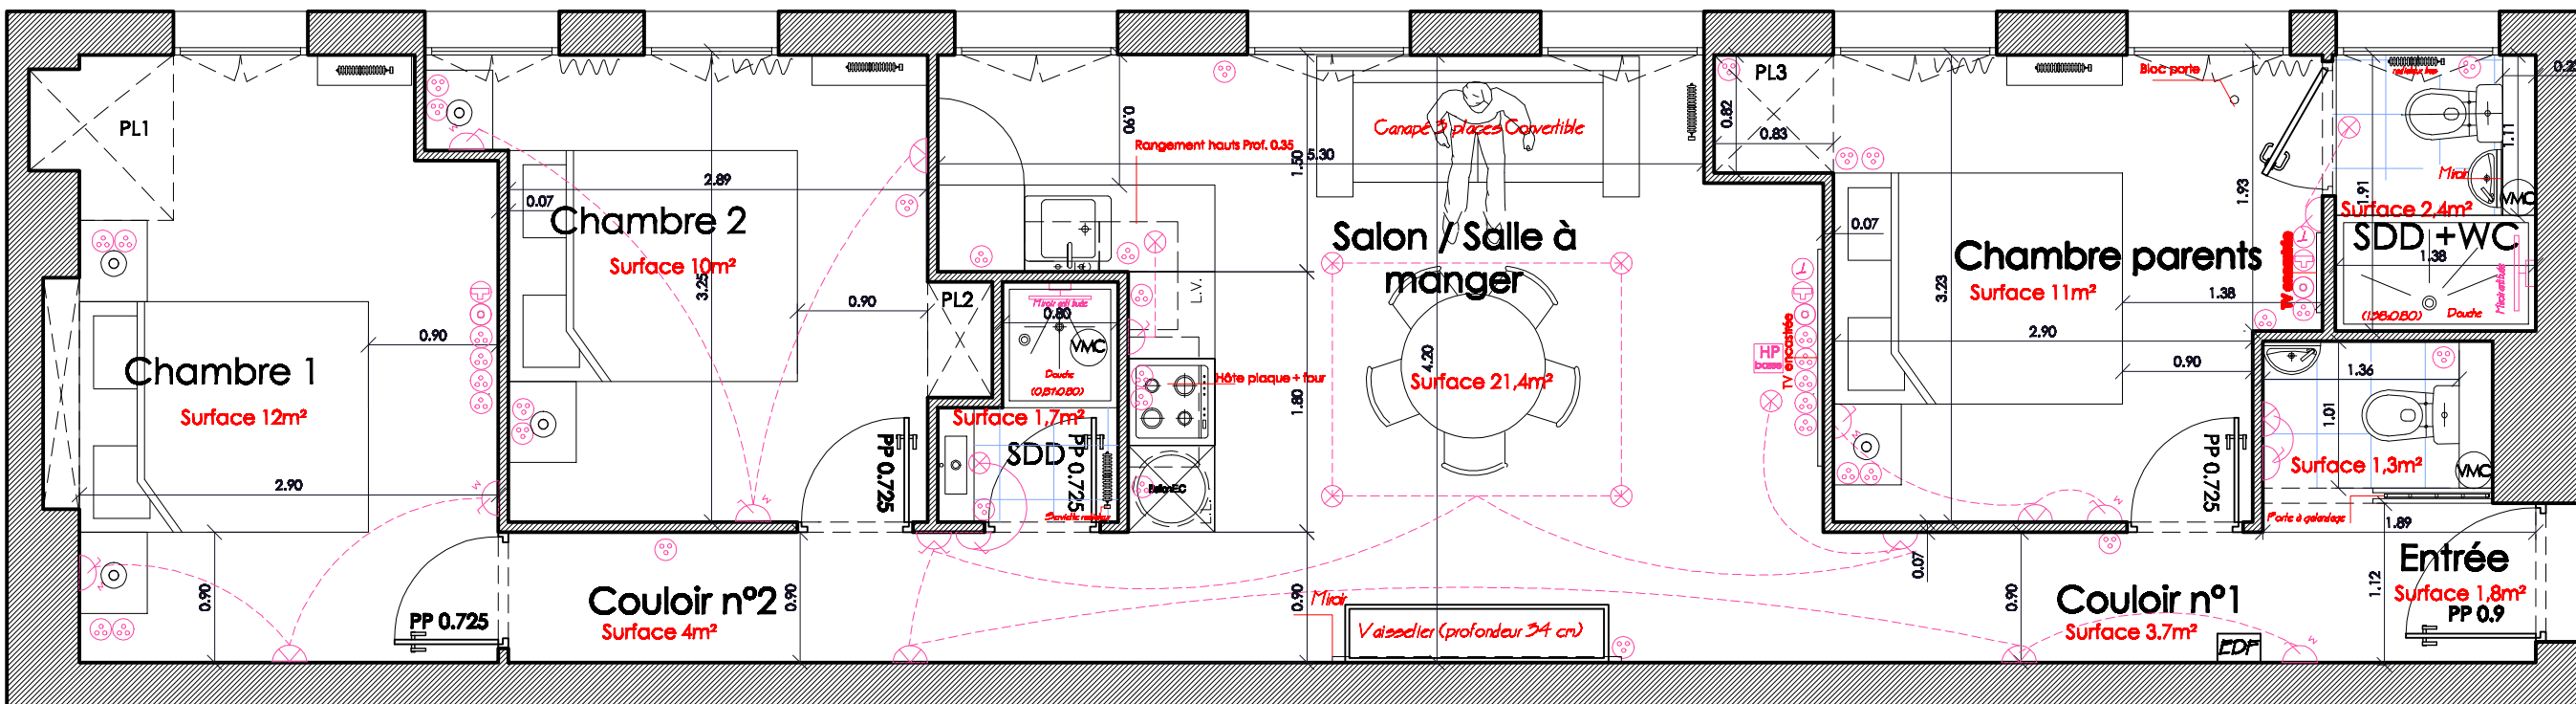 PL1
Chambre 1
Surface 12m²
0.90
2.90
0.90
PP 0.725
2.89
0.07
Chambre 2
Surface 10m²
3.25
0.90
PL2
PP 0.725
Couloir nº2
Surface 4m²
0.90
0.80
VMC
Douche
(0,81x0.80)
Surface 1,7m²
SDD
PP 0.725
0.90
Rangement hauts Prof. 0.35
L.V.
Hôte plaque + four
1.50
5.30
1.80
0.90
Canapé 3 places Convertible
Salon / Salle à
manger
4.20
Surface 21,4m²
Miroir
Vaisselier (profondeur 34 cm)
HP
basse
TV encastrée
PL3
0.82
0.83
0.07
Bloc porte
1.93
Chambre parents
Surface 11m²
3.23
1.38
2.90
0.90
PP 0.725
TV encastrée
1.11
Miroir
VMC
1.91
Surface 2,4m²
SDD +WC
1.38
(1.38x0.80)
Douche
1.36
1.01
Surface 1,3m²
VMC
Porte à galandage
1.89
0.07
0.90
Couloir nº1
Surface 3.7m²
EDF
1.12
Entrée
Surface 1,8m²
PP 0.9